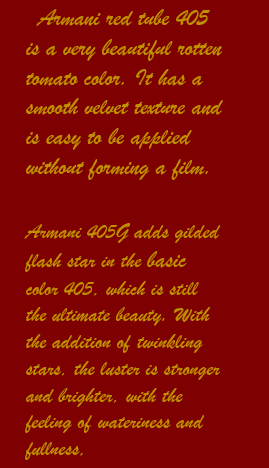 Armani red tube 405
is a very beautiful rotten
tomato color. It has a
smooth velvet texture and
is easy to be applied
without forming a film.
Armani 405G adds gilded
flash star in the basic
color 405, which is still
the ultimate beauty. With
the addition of twinkling
stars, the luster is stronger
and brighter, with the
feeling of wateriness and
fullness.